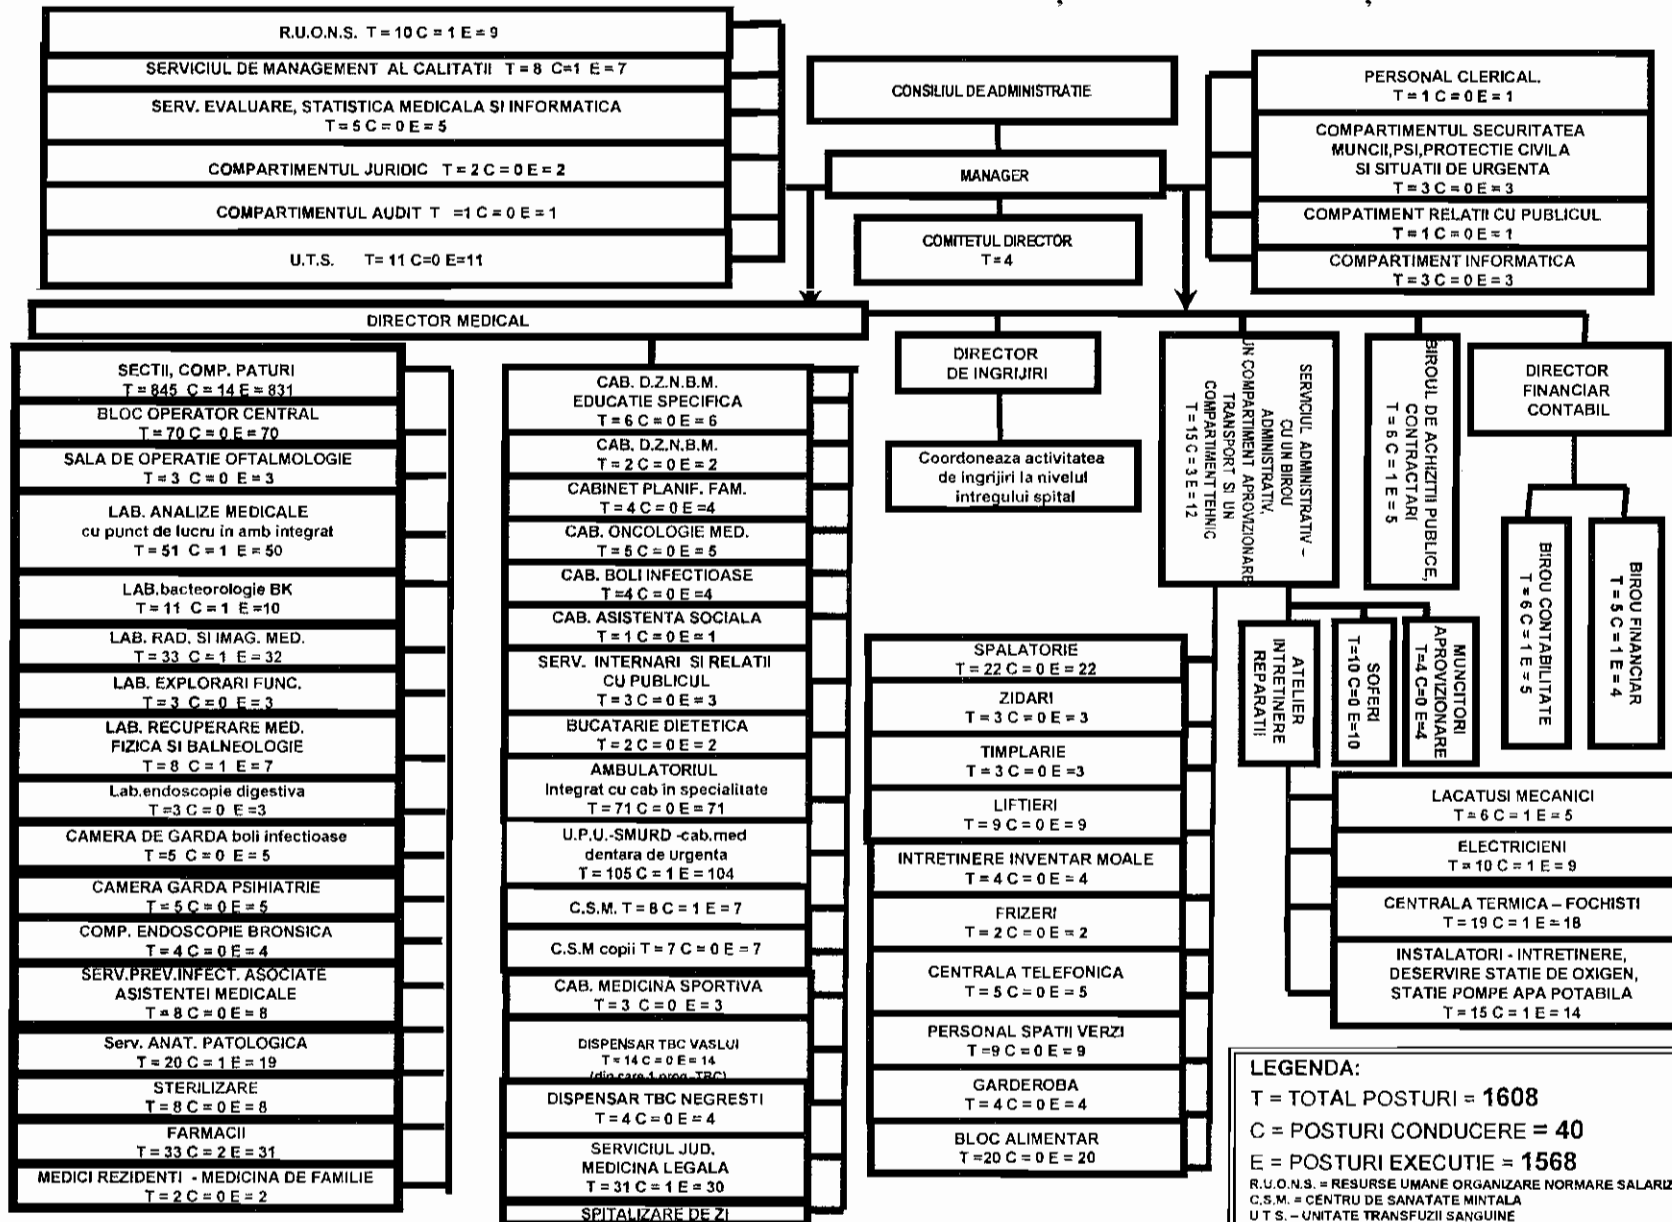 R.U.O.N.S. T = 10 C = 1 E = 9
SERVICIUL DE MANAGEMENT AL CALITATII T = 8 C=1 E = 7
SERV. EVALUARE, STATISTICA MEDICALA SI INFORMATICA
T = 5 C = 0 E = 5
COMPARTIMENTUL JURIDIC T = 2 C = 0 E = 2
COMPARTIMENTUL AUDIT T =1 C = 0 E = 1
U.T.S. T= 11 C=0 E=11
CONSILIUL DE ADMINISTRATIE
MANAGER
COMITETUL DIRECTOR
T = 4
PERSONAL CLERICAL.
T = 1 C = 0 E = 1
COMPARTIMENTUL SECURITATEA
MUNCII,PSI,PROTECTIE CIVILA
SI SITUATII DE URGENTA
T = 3 C = 0 E = 3
COMPATIMENT RELATII CU PUBLICUL
T = 1 C = 0 E = 1
COMPARTIMENT INFORMATICA
T = 3 C = 0 E = 3
DIRECTOR MEDICAL
SECTII, COMP. PATURI
T = 845 C = 14 E = 831
BLOC OPERATOR CENTRAL
T = 70 C = 0 E = 70
SALA DE OPERATIE OFTALMOLOGIE
T = 3 C = 0 E = 3
LAB. ANALIZE MEDICALE
cu punct de lucru in amb integrat
T = 51 C = 1 E = 50
LAB.bacteorologie BK
T = 11 C = 1 E =10
LAB. RAD. SI IMAG. MED.
T = 33 C = 1 E = 32
LAB. EXPLORARI FUNC.
T = 3 C = 0 E = 3
LAB. RECUPERARE MED.
FIZICA SI BALNEOLOGIE
T = 8 C = 1 E = 7
Lab.endoscopie digestiva
T =3 C = 0 E =3
CAMERA DE GARDA boli infectioase
T =5 C = 0 E = 5
CAMERA GARDA PSIHIATRIE
T = 5 C = 0 E = 5
COMP. ENDOSCOPIE BRONSICA
T = 4 C = 0 E = 4
SERV.PREV.INFECT. ASOCIATE
ASISTENTEI MEDICALE
T = 8 C = 0 E = 8
Serv. ANAT. PATOLOGICA
T = 20 C = 1 E = 19
STERILIZARE
T = 8 C = 0 E = 8
FARMACII
T = 33 C = 2 E = 31
MEDICI REZIDENTI - MEDICINA DE FAMILIE
T = 2 C = 0 E = 2
CAB. D.Z.N.B.M.
EDUCATIE SPECIFICA
T = 6 C = 0 E = 6
CAB. D.Z.N.B.M.
T = 2 C = 0 E = 2
CABINET PLANIF. FAM.
T = 4 C = 0 E =4
CAB. ONCOLOGIE MED.
T = 5 C = 0 E = 5
CAB. BOLI INFECTIOASE
T =4 C = 0 E =4
CAB. ASISTENTA SOCIALA
T = 1 C = 0 E = 1
SERV. INTERNARI SI RELATII
CU PUBLICUL
T = 3 C = 0 E = 3
BUCATARIE DIETETICA
T = 2 C = 0 E = 2
AMBULATORIUL
Integrat cu cab in specialitate
T = 71 C = 0 E = 71
U.P.U.-SMURD -cab.med
dentara de Urgenta
T = 105 C = 1 E = 104
C.S.M. T = 8 C = 1 E = 7
C.S.M copii T = 7 C = 0 E = 7
CAB. MEDICINA SPORTIVA
T = 3 C = 0 E = 3
DISPENSAR TBC VASLUI
T = 14 C = 0 E = 14
(din care 1 prog.-TBC)
DISPENSAR TBC NEGRESTI
T = 4 C = 0 E = 4
SERVICIUL JUD.
MEDICINA LEGALA
T = 31 C = 1 E = 30
SPITALIZARE DE ZI
DIRECTOR
DE INGRIJIRI
Coordoneaza activitatea
de ingrijiri la nivelul
intregului spital
SERVICIUL ADMINISTRATIV –
CU UN BIROU
ADMINISTRATIV,
UN COMPARTIMENT APROVIZIONARE
TRANSPORT SI UN
COMPARTIMENT TEHNIC
T = 15 C = 3 E = 12
BIROUL DE ACHIZITII PUBLICE,
CONTRACTARI
T = 6 C = 1 E = 5
DIRECTOR
FINANCIAR
CONTABIL
BIROU CONTABILITATE
T = 6 C = 1 E = 5
BIROU FINANCIAR
T = 5 C = 1 E = 4
SPALATORIE
T = 22 C = 0 E = 22
ZIDARI
T = 3 C = 0 E = 3
TIMPLARIE
T = 3 C = 0 E =3
LIFTIERI
T = 9 C = 0 E = 9
INTRETINERE INVENTAR MOALE
T = 4 C = 0 E = 4
FRIZERI
T = 2 C = 0 E = 2
CENTRALA TELEFONICA
T = 5 C = 0 E = 5
PERSONAL SPATII VERZI
T =9 C = 0 E = 9
GARDEROBA
T = 4 C = 0 E = 4
BLOC ALIMENTAR
T =20 C = 0 E = 20
ATELIER
INTRETINERE
REPARATII
SOFERI
T=10 C=0 E=10
MUNCITORI
APROVIZIONARE
T=4 C=0 E=4
LACATUSI MECANICI
T = 6 C = 1 E = 5
ELECTRICIENI
T = 10 C = 1 E = 9
CENTRALA TERMICA – FOCHISTI
T = 19 C = 1 E = 18
INSTALATORI - INTRETINERE,
DESERVIRE STATIE DE OXIGEN,
STATIE POMPE APA POTABILA
T = 15 C = 1 E = 14
LEGENDA:
T = TOTAL POSTURI = 1608
C = POSTURI CONDUCERE = 40
E = POSTURI EXECUTIE = 1568
R.U.O.N.S. = RESURSE UMANE ORGANIZARE NORMARE SALARIZ
C.S.M. = CENTRU DE SANATATE MINTALA
U T S. – UNITATE TRANSFUZII SANGUINE